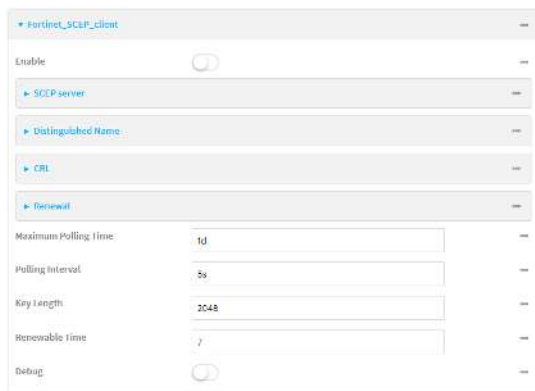 Fortinet_SCEP_client
Enable
SCEP server
Distinguished Name
CRL
Renewal
Maximum Polling Time
1d
Polling Interval
5s
Key Length
2048
Renewable Time
7
Debug